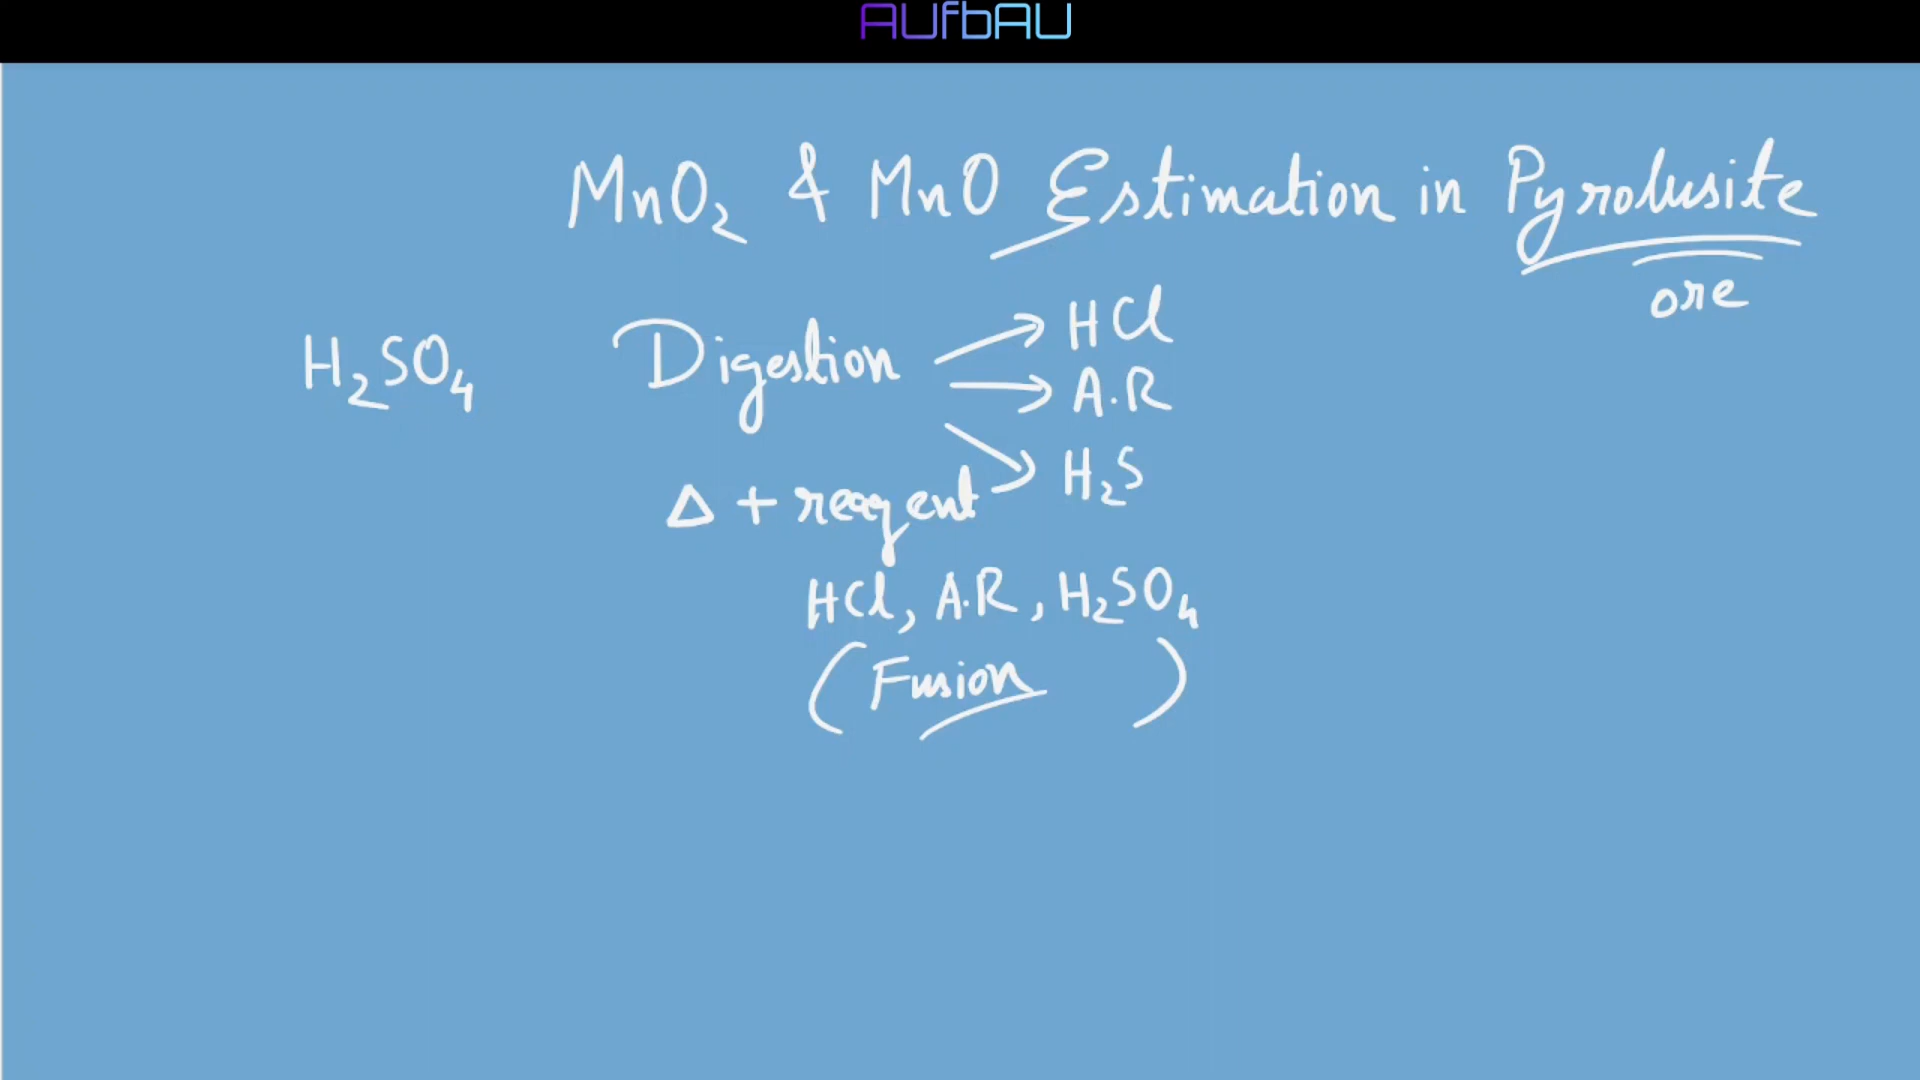 AUFBAU
MnO₂ & MnO Estimation in Pyrolusite
ore
H₂SO₄ Digestion → HCl
→ A.R
→ H₂S
Δ + reagent
HCl, A.R, H₂SO₄
(Fusion )